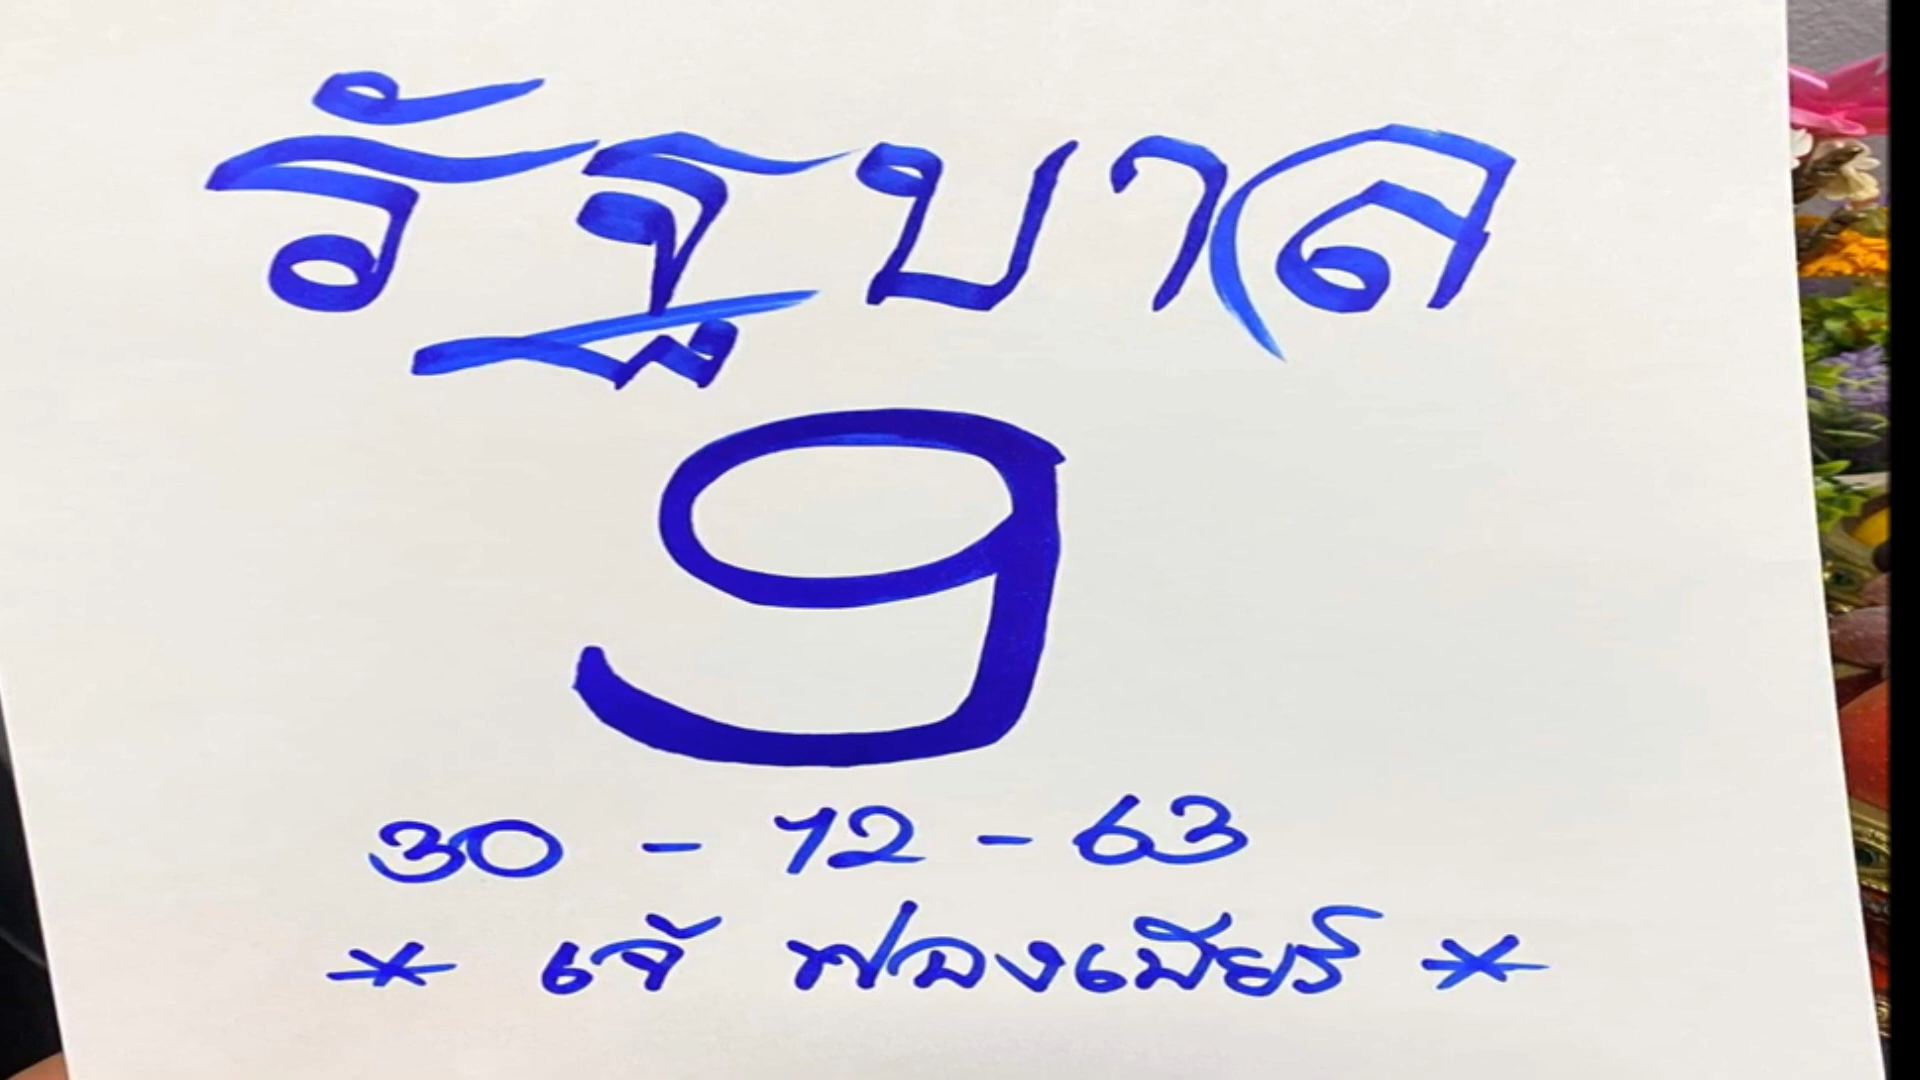 รัฐบาล
9
30 - 12 - 63
* เจ๊ ฟองเบียร์ *